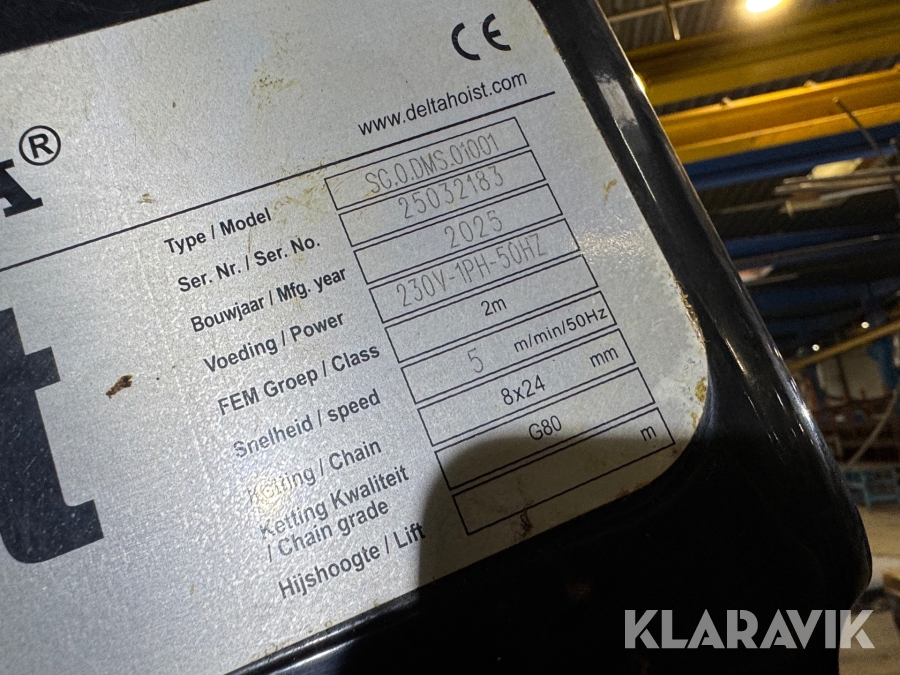 CE
www.deltahoist.com
®
Type / Model SG.O.DMS.01001
Ser. Nr. / Ser. No. 25032183
Bouwjaar / Mfg. year 2025
Voeding / Power 230V-1PH-50HZ
FEM Groep / Class 2m
Snelheid / speed 5 m/min/50Hz
Ketting / Chain 8x24 mm
Ketting Kwaliteit
/ Chain grade G80
Hijshoogte / Lift m
t
KLARAVIK